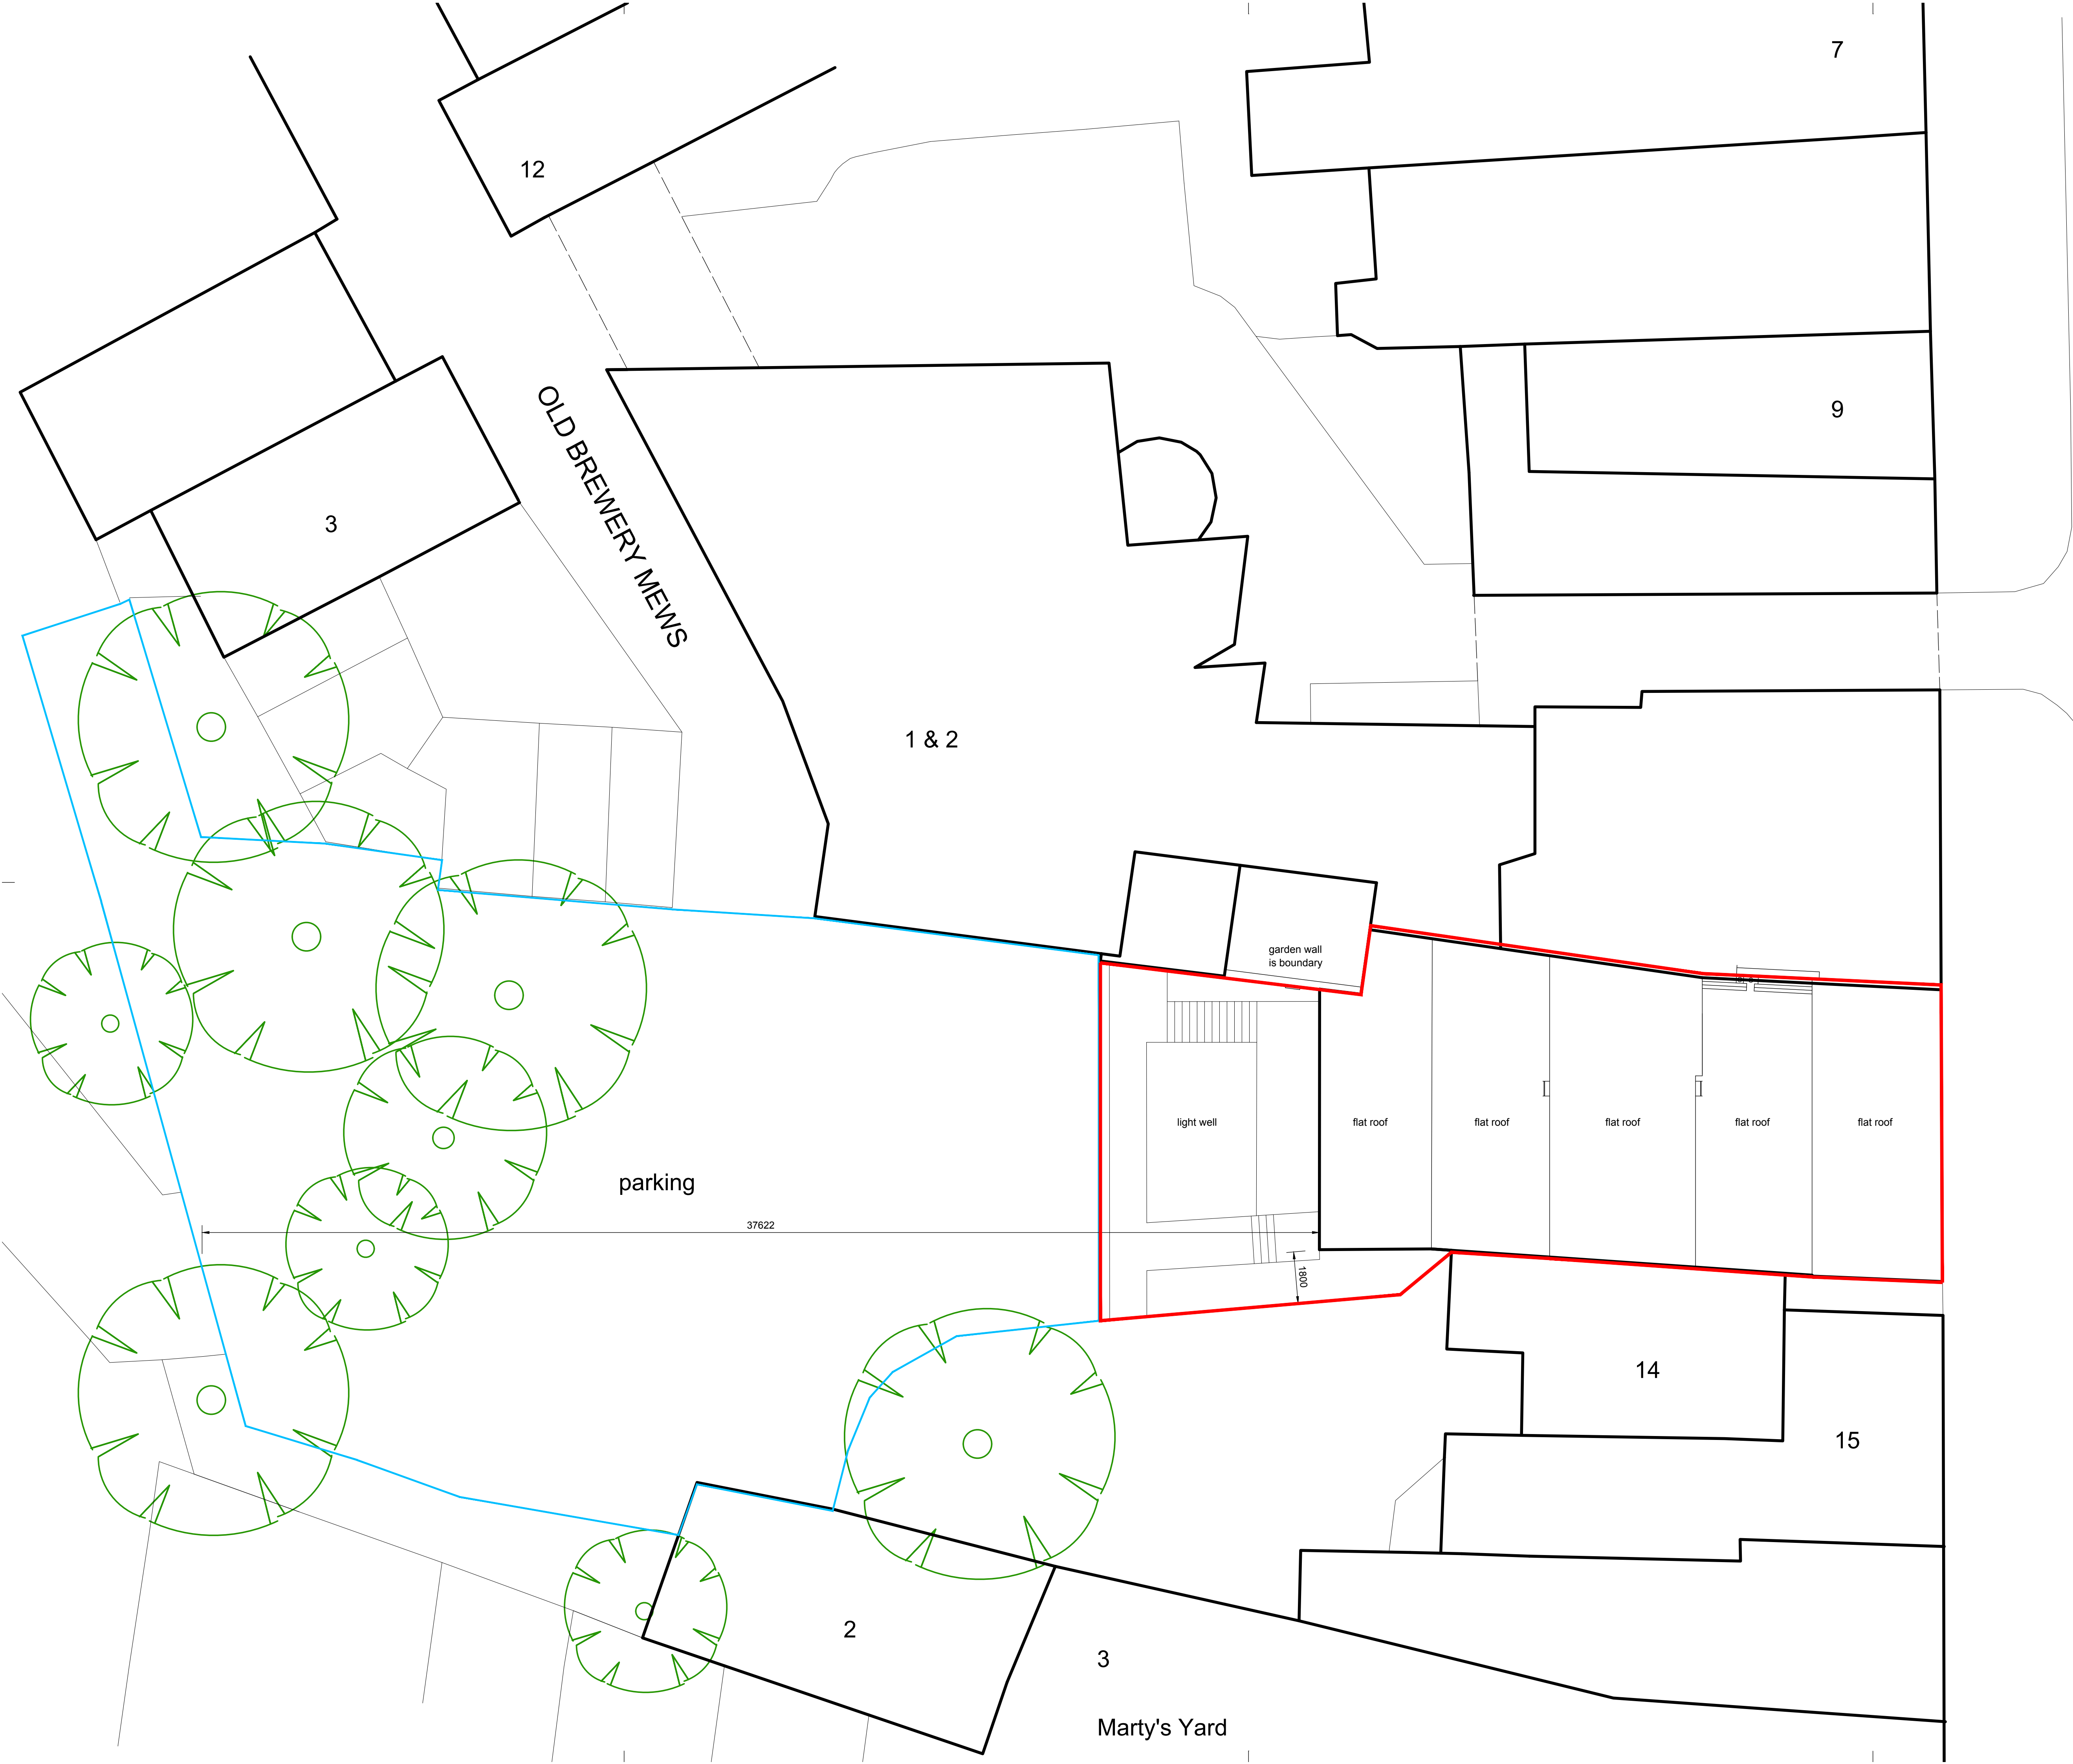 7
12
9
3
OLD BREWERY MEWS
1 & 2
garden wall
is boundary
light well
flat roof
flat roof
flat roof
flat roof
flat roof
parking
37622
1800
14
15
2
3
Marty's Yard